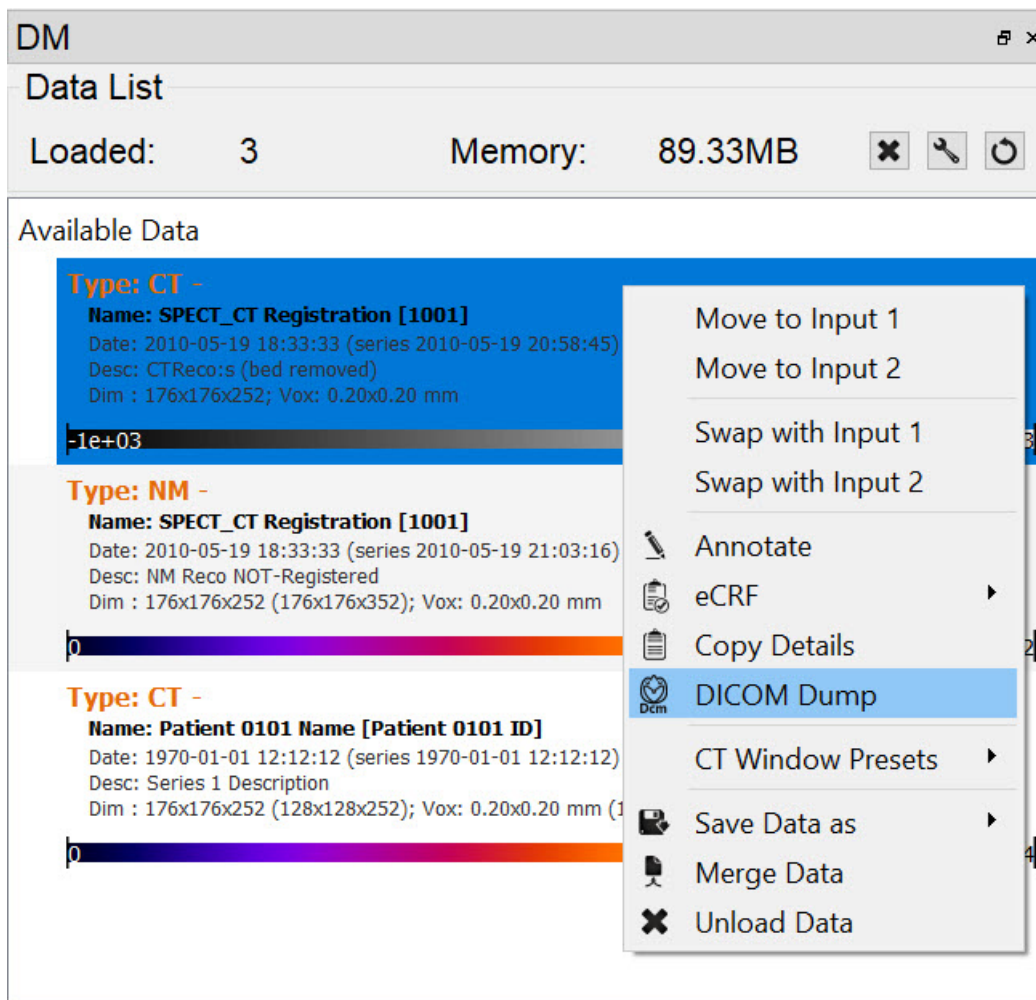 DM
Data List
Loaded: 3 Memory: 89.33MB
Available Data
Type: CT -
Name: SPECT_CT Registration [1001]
Date: 2010-05-19 18:33:33 (series 2010-05-19 20:58:45)
Desc: CTReco:s (bed removed)
Dim : 176x176x252; Vox: 0.20x0.20 mm
-1e+03
Type: NM -
Name: SPECT_CT Registration [1001]
Date: 2010-05-19 18:33:33 (series 2010-05-19 21:03:16)
Desc: NM Reco NOT-Registered
Dim : 176x176x252 (176x176x352); Vox: 0.20x0.20 mm
0
Type: CT -
Name: Patient 0101 Name [Patient 0101 ID]
Date: 1970-01-01 12:12:12 (series 1970-01-01 12:12:12)
Desc: Series 1 Description
Dim : 176x176x252 (128x128x252); Vox: 0.20x0.20 mm (1
0
Move to Input 1
Move to Input 2
Swap with Input 1
Swap with Input 2
Annotate
eCRF
Copy Details
Dcm DICOM Dump
CT Window Presets
Save Data as
Merge Data
Unload Data